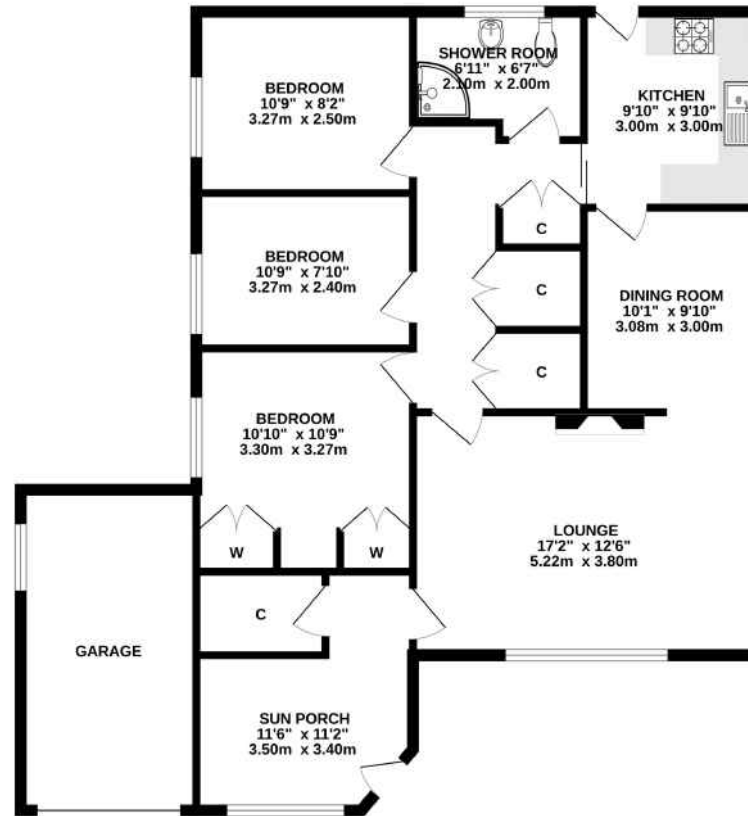 SHOWER ROOM
6'11" x 6'7"
2.10m x 2.00m
BEDROOM
10'9" x 8'2"
3.27m x 2.50m
KITCHEN
9'10" x 9'10"
3.00m x 3.00m
C
BEDROOM
10'9" x 7'10"
3.27m x 2.40m
C
DINING ROOM
10'1" x 9'10"
3.08m x 3.00m
C
BEDROOM
10'10" x 10'9"
3.30m x 3.27m
W
W
LOUNGE
17'2" x 12'6"
5.22m x 3.80m
C
GARAGE
SUN PORCH
11'6" x 11'2"
3.50m x 3.40m